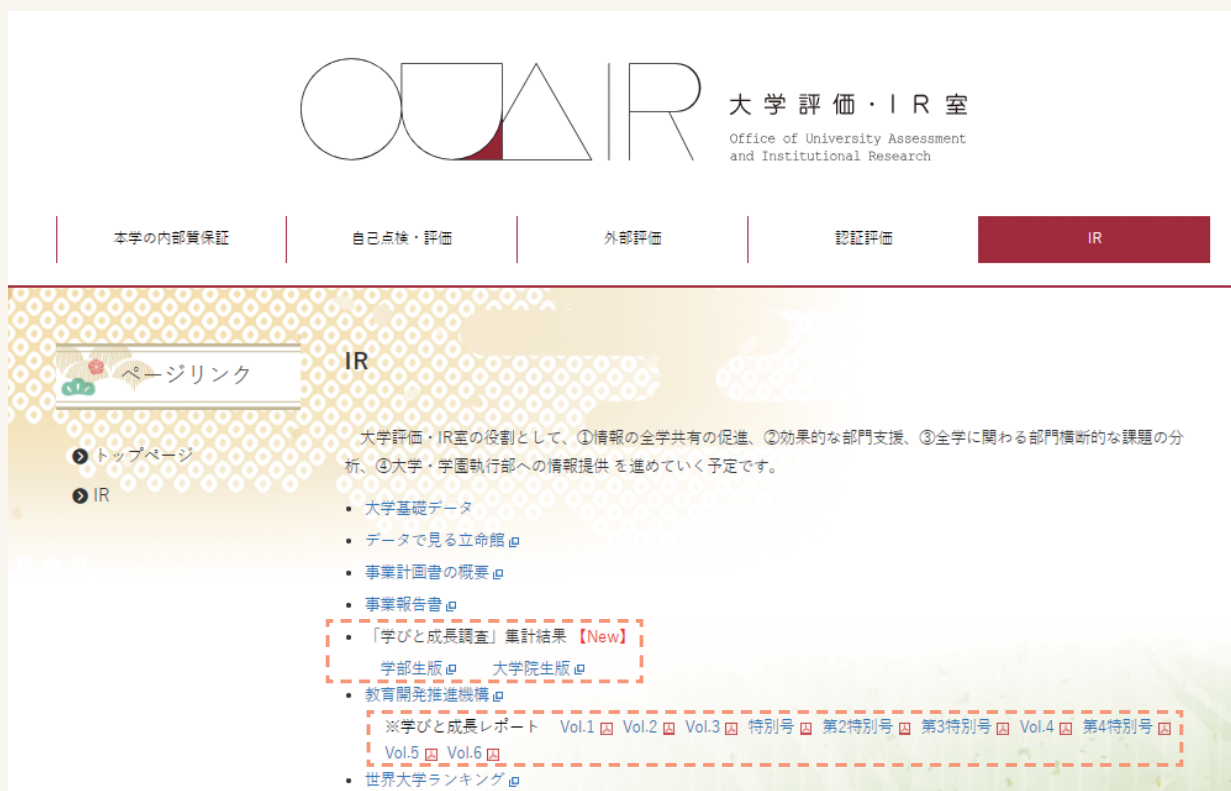 OUAIR
大学評価・IR室
Office of University Assessment
and Institutional Research
本学の内部質保証
自己点検・評価
外部評価
認証評価
IR
ページリンク
トップページ
IR
IR
大学評価・IR室の役割として、①情報の全学共有の促進、②効果的な部門支援、③全学に関わる部門横断的な課題の分
析、④大学・学園執行部への情報提供 を進めていく予定です。
大学基礎データ
データで見る立命館
事業計画書の概要
事業報告書
「学びと成長調査」集計結果 【New】
学部生版 大学院生版
教育開発推進機構
※学びと成長レポート Vol.1 Vol.2 Vol.3 特別号 第2特別号 第3特別号 Vol.4 第4特別号
Vol.5 Vol.6
世界大学ランキング